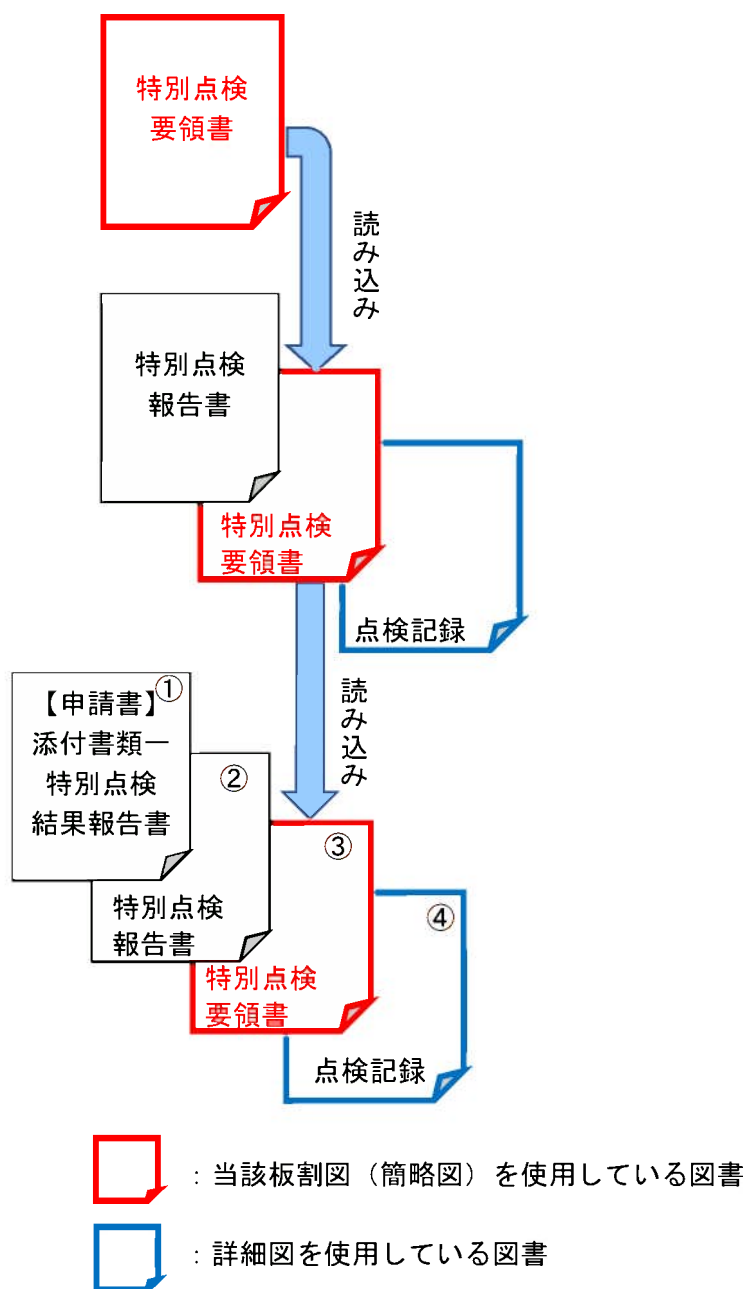 特別点検
要領書
読み込み
特別点検
報告書
特別点検
要領書
点検記録
読み込み
①
【申請書】
添付書類一
特別点検
結果報告書
②
特別点検
報告書
③
特別点検
要領書
④
点検記録
：当該板割図（簡略図）を使用している図書
：詳細図を使用している図書